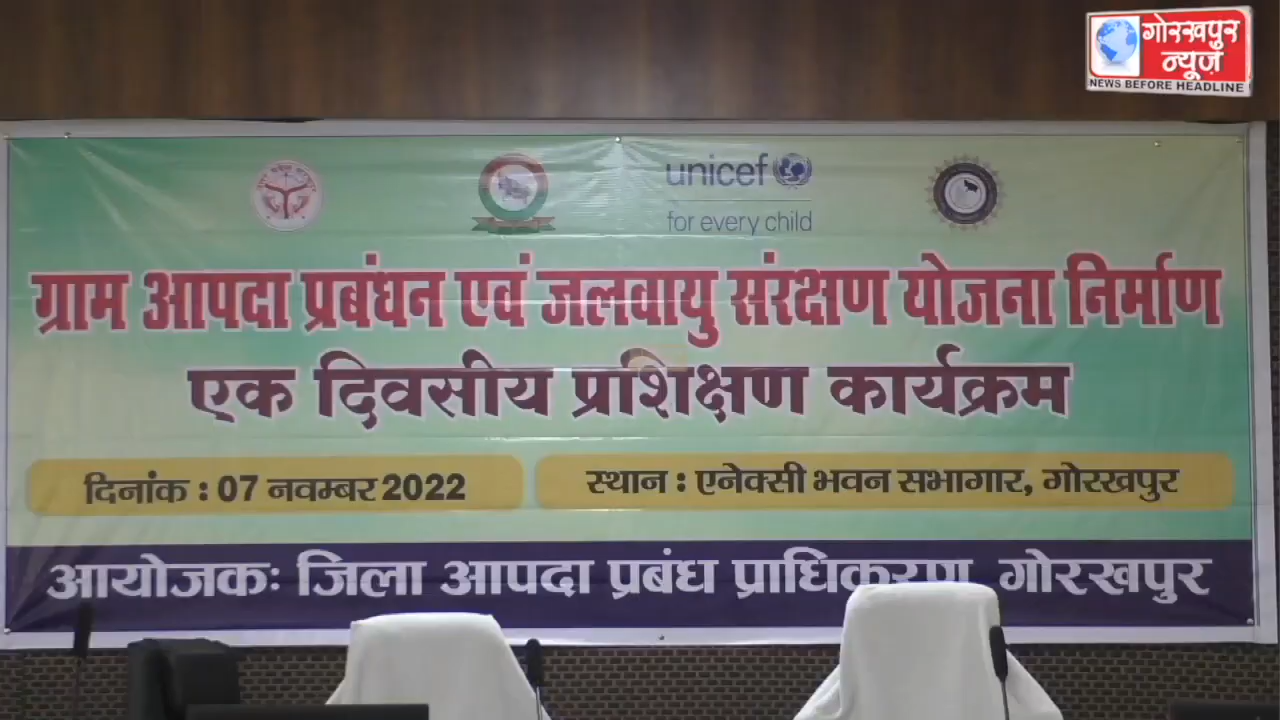 गोरखपुर
न्यूज़
NEWS BEFORE HEADLINE
unicef
for every child
ग्राम आपदा प्रबंधन एवं जलवायु संरक्षण योजना निर्माण
एक दिवसीय प्रशिक्षण कार्यक्रम
दिनांक : 07 नवम्बर 2022
स्थान : एनेक्सी भवन सभागार, गोरखपुर
आयोजकः जिला आपदा प्रबंध प्राधिकरण, गोरखपुर